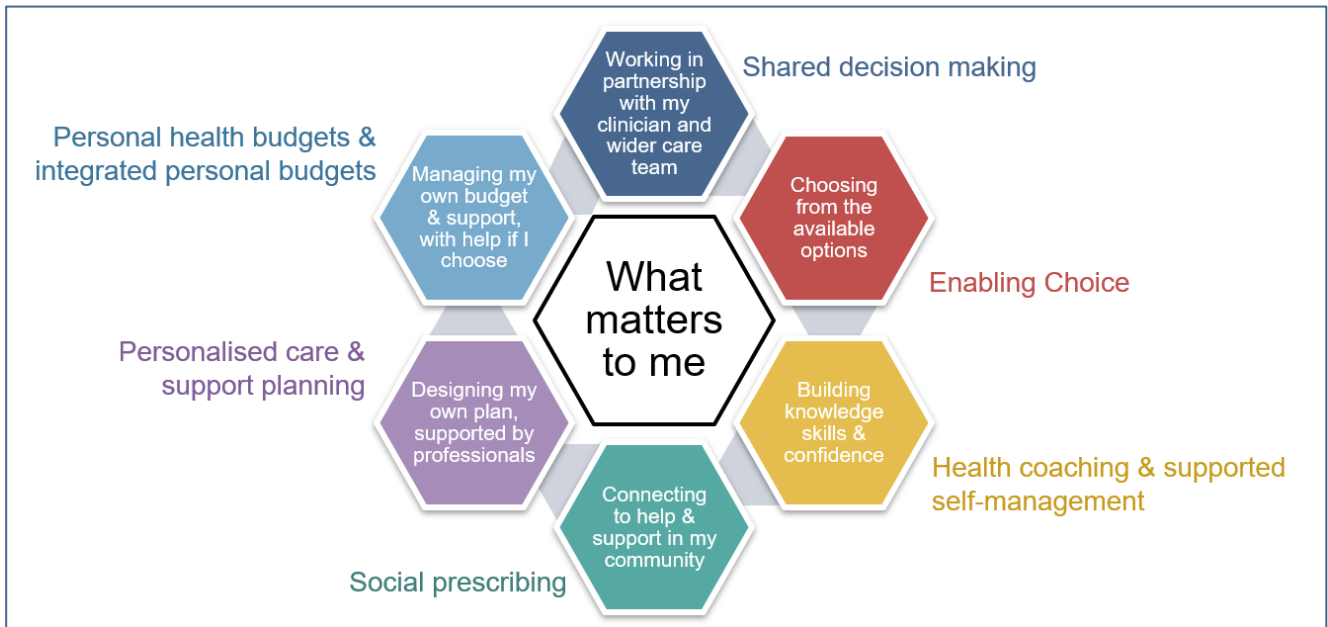 Working in
partnership
with my
clinician and
wider care
team
Shared decision making
Personal health budgets &
integrated personal budgets
Managing my
own budget
& support,
with help if I
choose
Choosing
from the
available
options
Enabling Choice
What
matters
to me
Personalised care &
support planning
Designing my
own plan,
supported by
professionals
Building
knowledge
skills &
confidence
Health coaching & supported
self-management
Connecting
to help &
support in my
community
Social prescribing